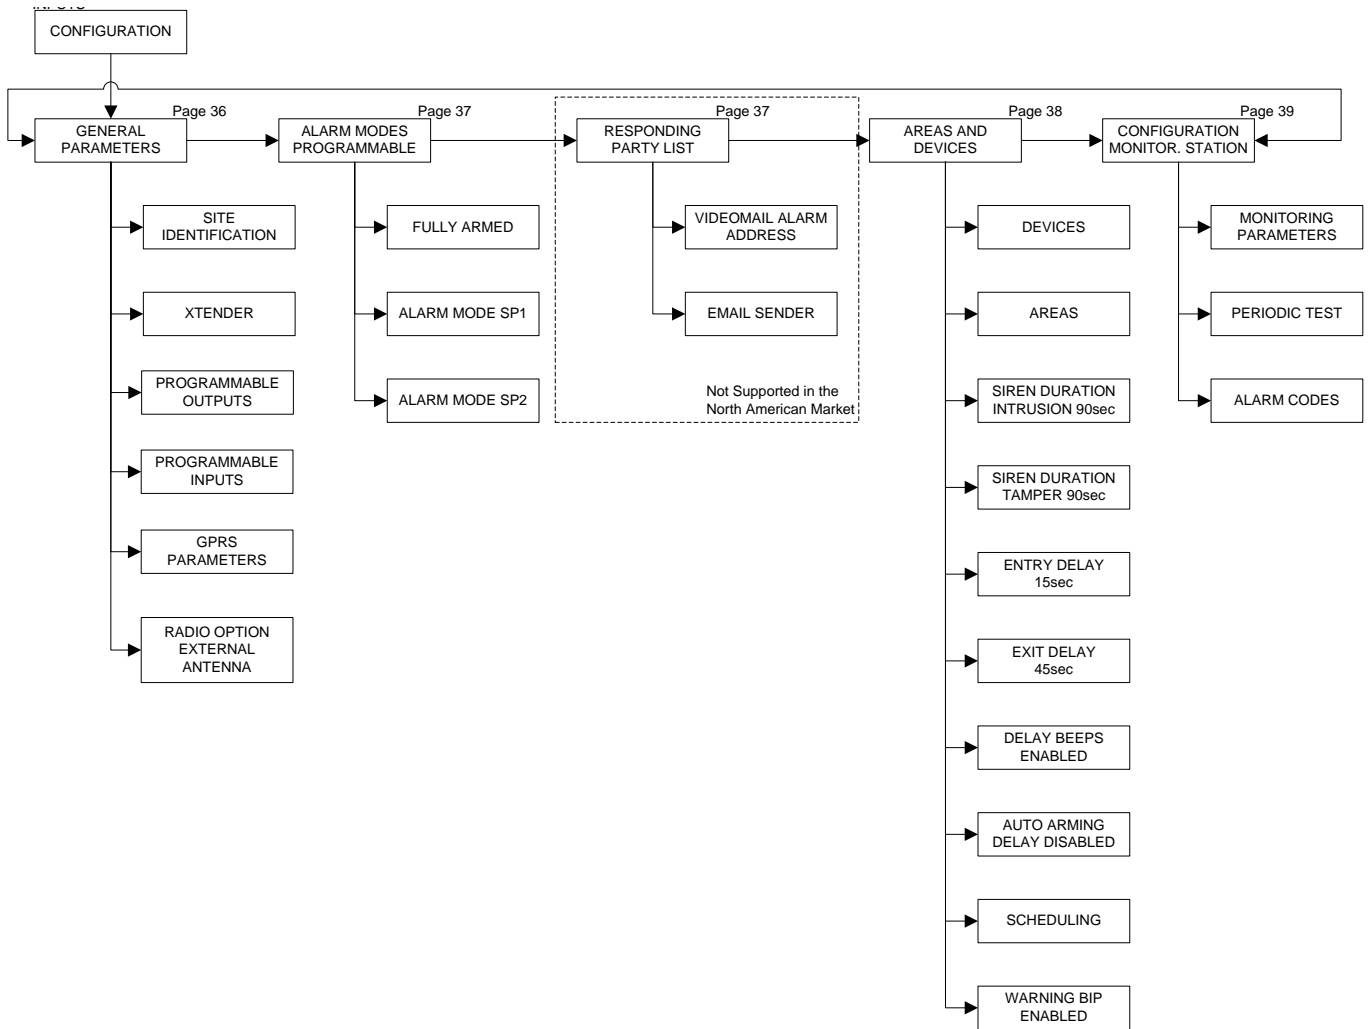 CONFIGURATION
Page 36
GENERAL
PARAMETERS
SITE
IDENTIFICATION
XTENDER
PROGRAMMABLE
OUTPUTS
PROGRAMMABLE
INPUTS
GPRS
PARAMETERS
RADIO OPTION
EXTERNAL
ANTENNA
Page 37
ALARM MODES
PROGRAMMABLE
FULLY ARMED
ALARM MODE SP1
ALARM MODE SP2
Page 37
RESPONDING
PARTY LIST
VIDEOMAIL ALARM
ADDRESS
EMAIL SENDER
Not Supported in the
North American Market
Page 38
AREAS AND
DEVICES
DEVICES
AREAS
SIREN DURATION
INTRUSION 90sec
SIREN DURATION
TAMPER 90sec
ENTRY DELAY
15sec
EXIT DELAY
45sec
DELAY BEEPS
ENABLED
AUTO ARMING
DELAY DISABLED
SCHEDULING
WARNING BIP
ENABLED
Page 39
CONFIGURATION
MONITOR. STATION
MONITORING
PARAMETERS
PERIODIC TEST
ALARM CODES